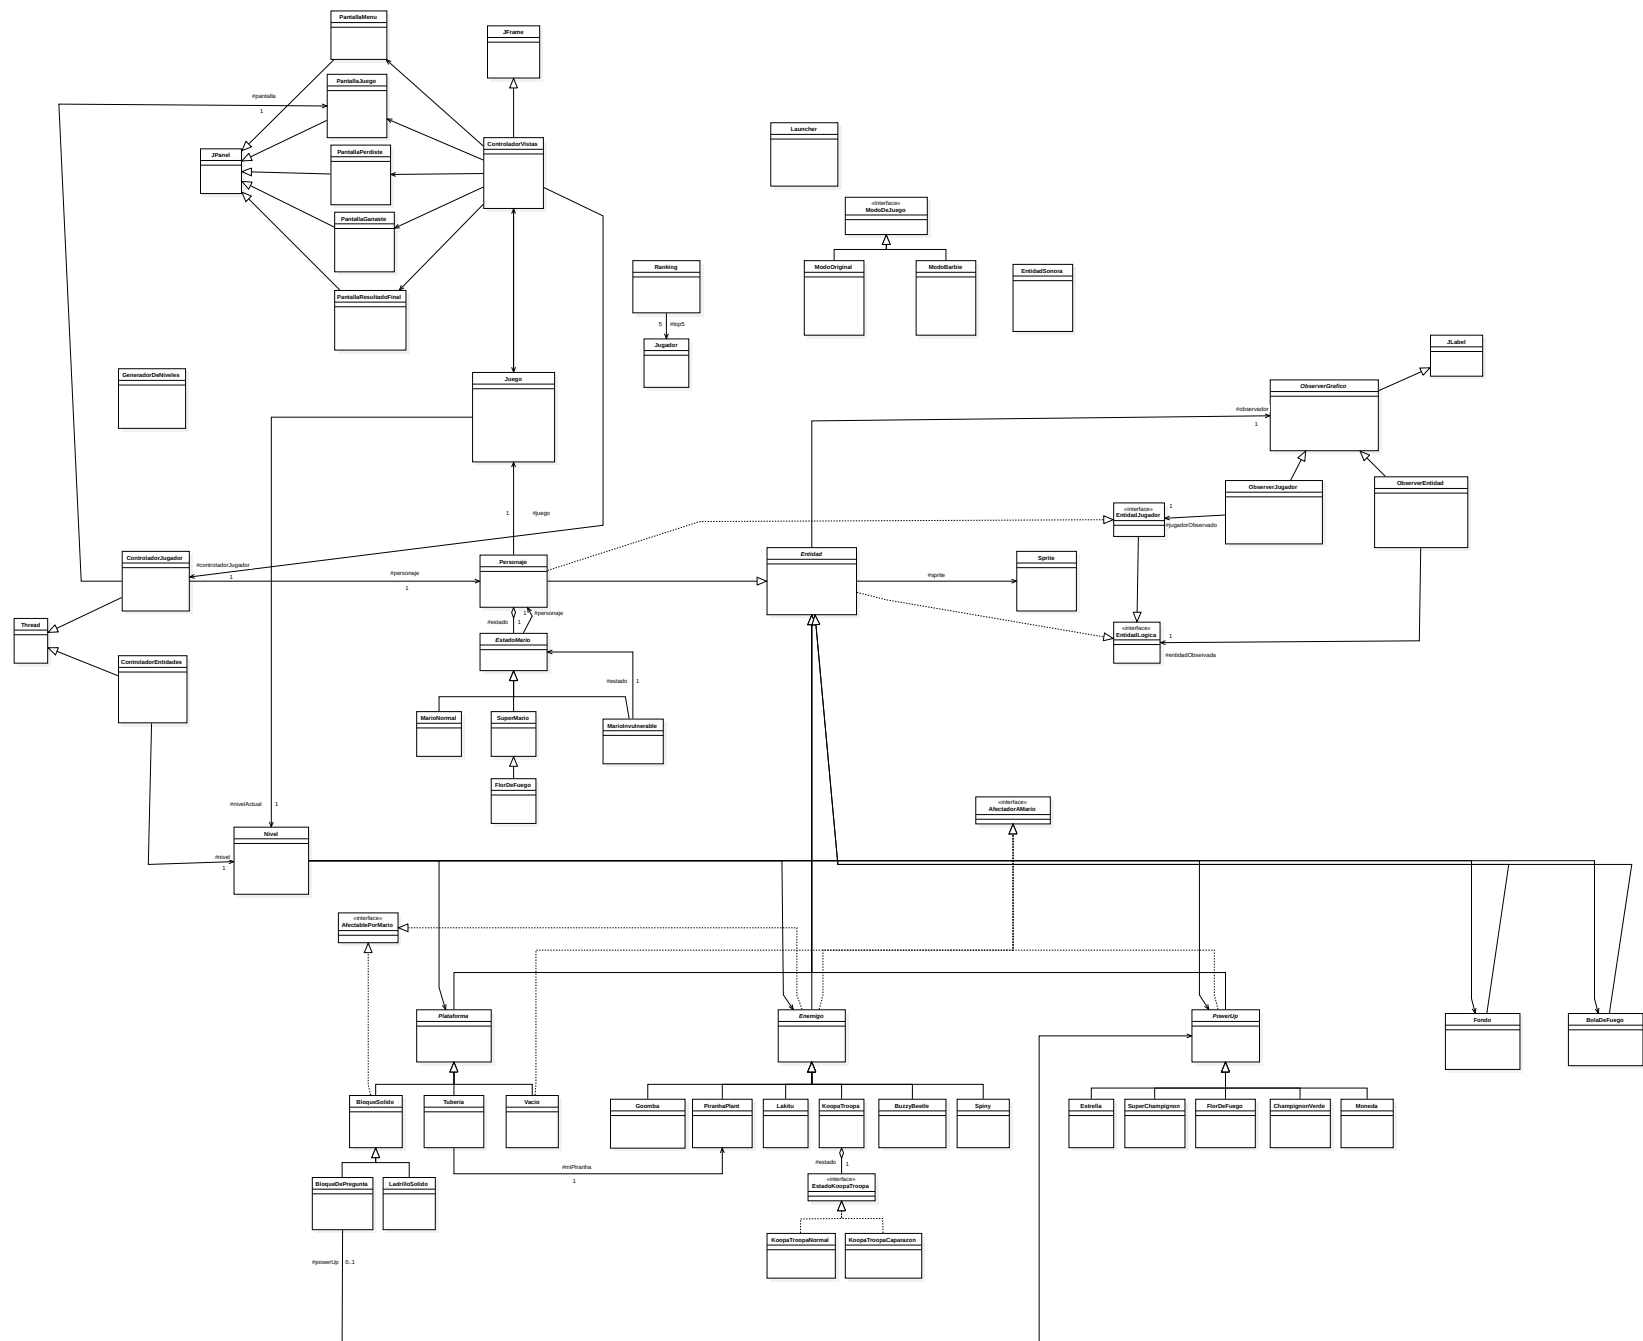 PantallaMenu
JFrame
PantallaJuego
#pantalla
1
Launcher
ControladorVistas
PantallaPerdiste
JPanel
«interface»
ModoDeJuego
PantallaGanaste
Ranking
ModoOriginal
ModoBarbie
EntidadSonora
PantallaResultadoFinal
5
#top5
Jugador
JLabel
GeneradorDeNiveles
Juego
ObserverGrafico
#observador
1
ObserverJugador
ObserverEntidad
1
#juego
«interface»
EntidadJugador
1
#jugadorObservado
ControladorJugador
#controladorJugador
1
#personaje
1
Personaje
Entidad
Sprite
#sprite
1
#personaje
#estado
1
Thread
«interface»
EntidadLogica
1
#entidadObservada
EstadoMario
ControladorEntidades
#estado
1
MarioNormal
SuperMario
MarioInvulnerable
FlorDeFuego
#nivelActual
1
«interface»
AfectadorAMario
Nivel
#nivel
1
«interface»
AfectablePorMario
Plataforma
Enemigo
PowerUp
Fondo
BolaDeFuego
BloqueSolido
Tuberia
Vacio
Goomba
PiranhaPlant
Lakitu
KoopaTroopa
BuzzyBeetle
Spiny
Estrella
SuperChampignon
FlorDeFuego
ChampignonVerde
Moneda
#miPiranha
1
#estado
1
«interface»
EstadoKoopaTroopa
BloqueDePregunta
LadrilloSolido
KoopaTroopaNormal
KoopaTroopaCaparazon
#powerUp
0..1